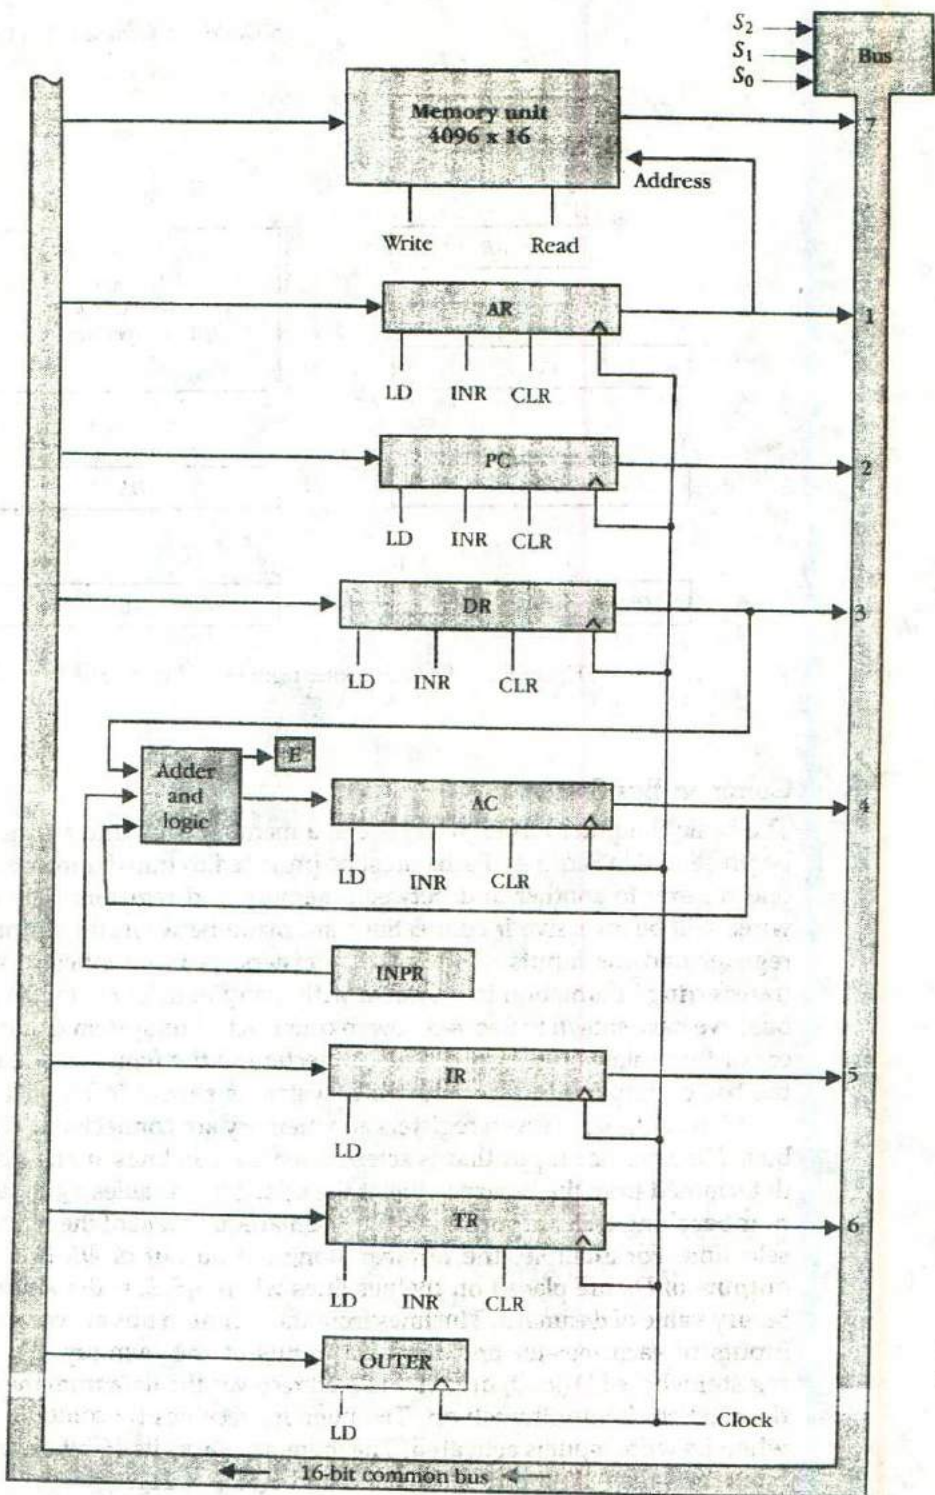 S2
S1
S0
Bus
Memory unit
4096 x 16
7
Address
Write Read
AR
1
LD INR CLR
PC
2
LD INR CLR
DR
3
LD INR CLR
Adder
and
logic
E
AC
4
LD INR CLR
INPR
IR
5
LD
TR
6
LD INR CLR
OUTER
LD
Clock
16-bit common bus